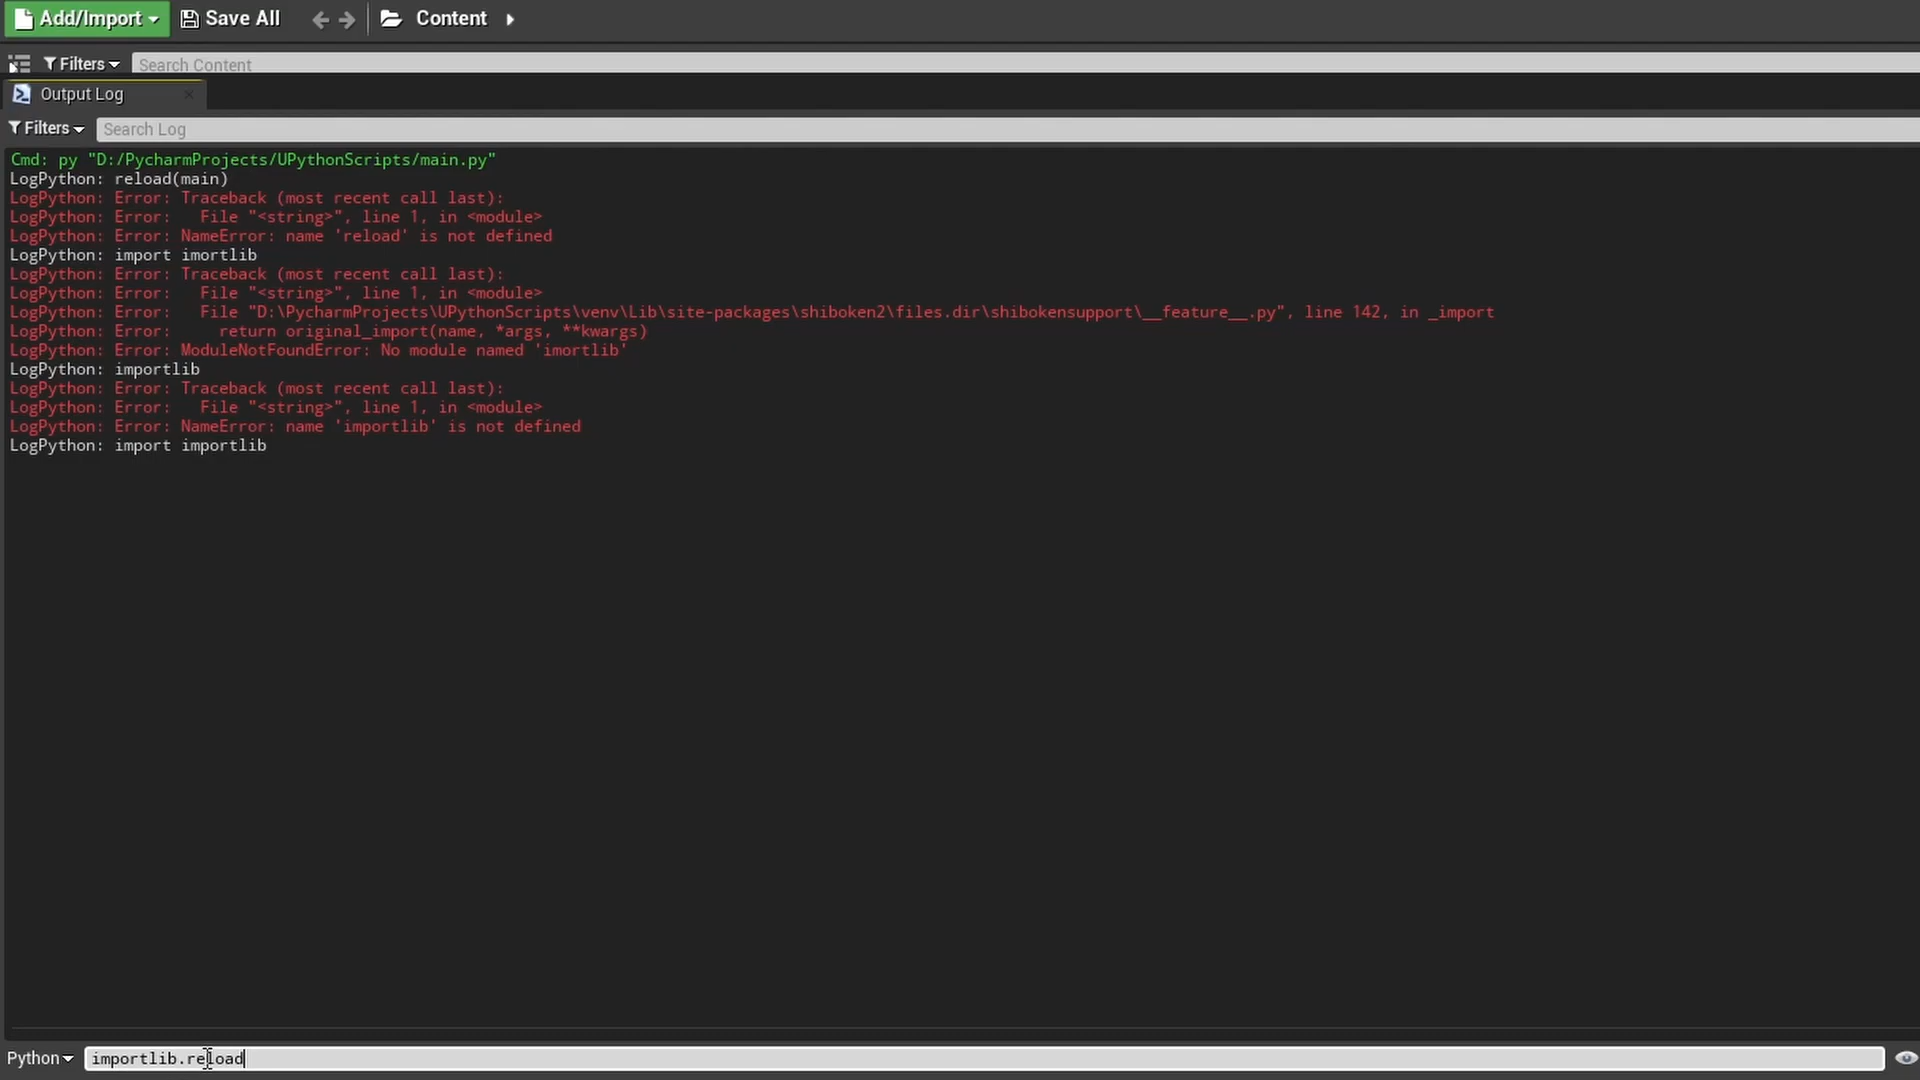 Add/Import Save All Content
Filters Search Content
Output Log
Filters Search Log
Cmd: py "D:/PycharmProjects/UPythonScripts/main.py"
LogPython: reload(main)
LogPython: Error: Traceback (most recent call last):
LogPython: Error:   File "<string>", line 1, in <module>
LogPython: Error: NameError: name 'reload' is not defined
LogPython: import imortlib
LogPython: Error: Traceback (most recent call last):
LogPython: Error:   File "<string>", line 1, in <module>
LogPython: Error:   File "D:\PycharmProjects\UPythonScripts\venv\Lib\site-packages\shiboken2\files.dir\shibokensupport\__feature__.py", line 142, in _import
LogPython: Error:     return original_import(name, *args, **kwargs)
LogPython: Error: ModuleNotFoundError: No module named 'imortlib'
LogPython: importlib
LogPython: Error: Traceback (most recent call last):
LogPython: Error:   File "<string>", line 1, in <module>
LogPython: Error: NameError: name 'importlib' is not defined
LogPython: import importlib
Python importlib.reload